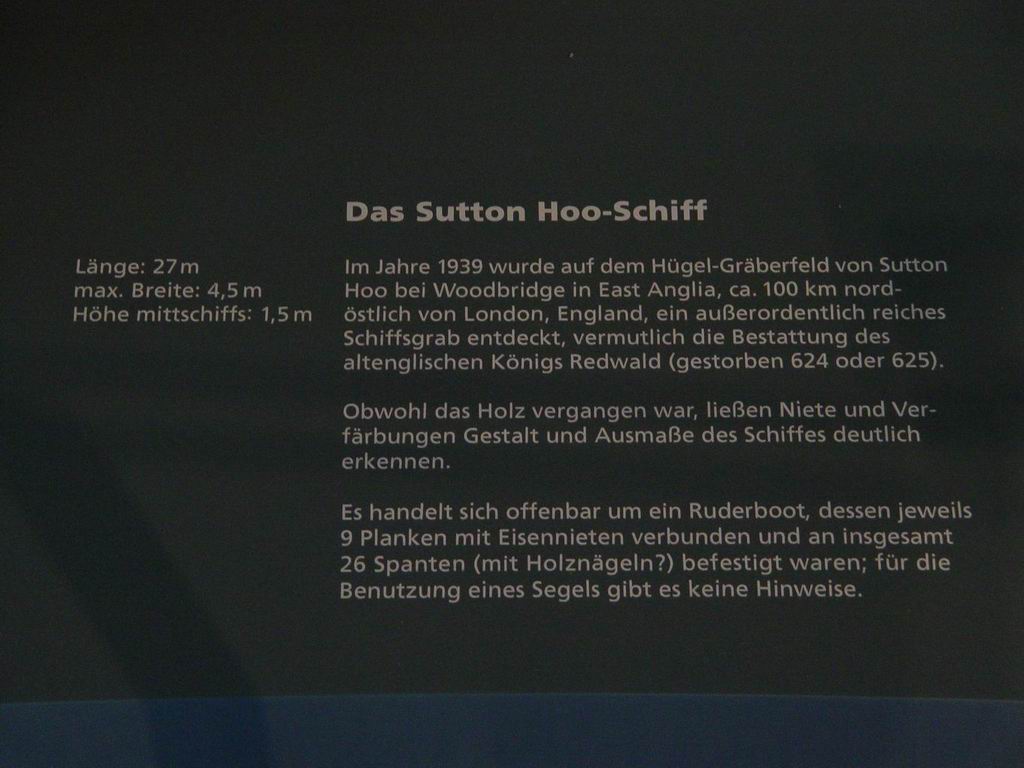 Das Sutton Hoo-Schiff
Länge: 27 m
max. Breite: 4,5 m
Höhe mittschiffs: 1,5 m
Im Jahre 1939 wurde auf dem Hügel-Gräberfeld von Sutton
Hoo bei Woodbridge in East Anglia, ca. 100 km nord-
östlich von London, England, ein außerordentlich reiches
Schiffsgrab entdeckt, vermutlich die Bestattung des
altenglischen Königs Redwald (gestorben 624 oder 625).
Obwohl das Holz vergangen war, ließen Niete und Ver-
färbungen Gestalt und Ausmaße des Schiffes deutlich
erkennen.
Es handelt sich offenbar um ein Ruderboot, dessen jeweils
9 Planken mit Eisennieten verbunden und an insgesamt
26 Spanten (mit Holznägeln?) befestigt waren; für die
Benutzung eines Segels gibt es keine Hinweise.